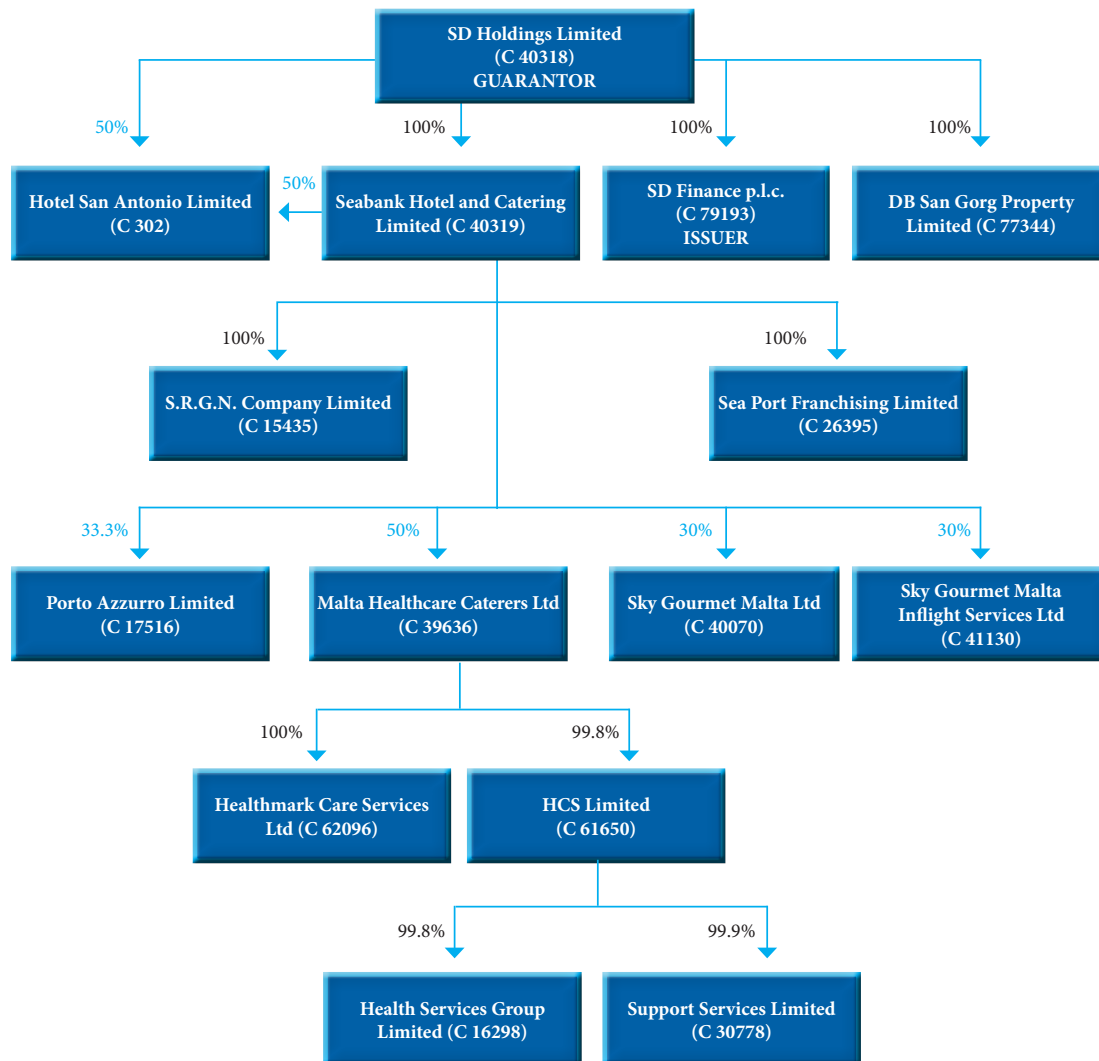 SD Holdings Limited
(C 40318)
GUARANTOR
50%
100%
100%
100%
Hotel San Antonio Limited
(C 302)
50%
Seabank Hotel and Catering
Limited (C 40319)
SD Finance p.l.c.
(C 79193)
ISSUER
DB San Gorg Property
Limited (C 77344)
100%
100%
S.R.G.N. Company Limited
(C 15435)
Sea Port Franchising Limited
(C 26395)
33.3%
50%
30%
30%
Porto Azzurro Limited
(C 17516)
Malta Healthcare Caterers Ltd
(C 39636)
Sky Gourmet Malta Ltd
(C 40070)
Sky Gourmet Malta
Inflight Services Ltd
(C 41130)
100%
99.8%
Healthmark Care Services
Ltd (C 62096)
HCS Limited
(C 61650)
99.8%
99.9%
Health Services Group
Limited (C 16298)
Support Services Limited
(C 30778)